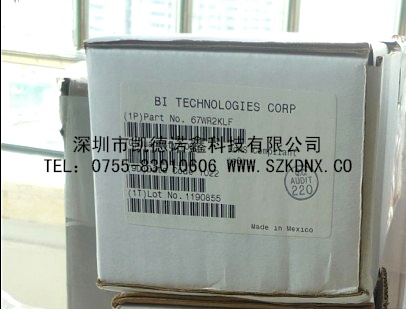 BI TECHNOLOGIES CORP
(1P)Part No. 67WR2KLF
深圳市凯德诺鑫科技有限公司
TEL：0755-83010606 WWW.SZKDNX.CO
1022
AUDIT
220
(1T)Lot No. 1190855
Made in Mexico